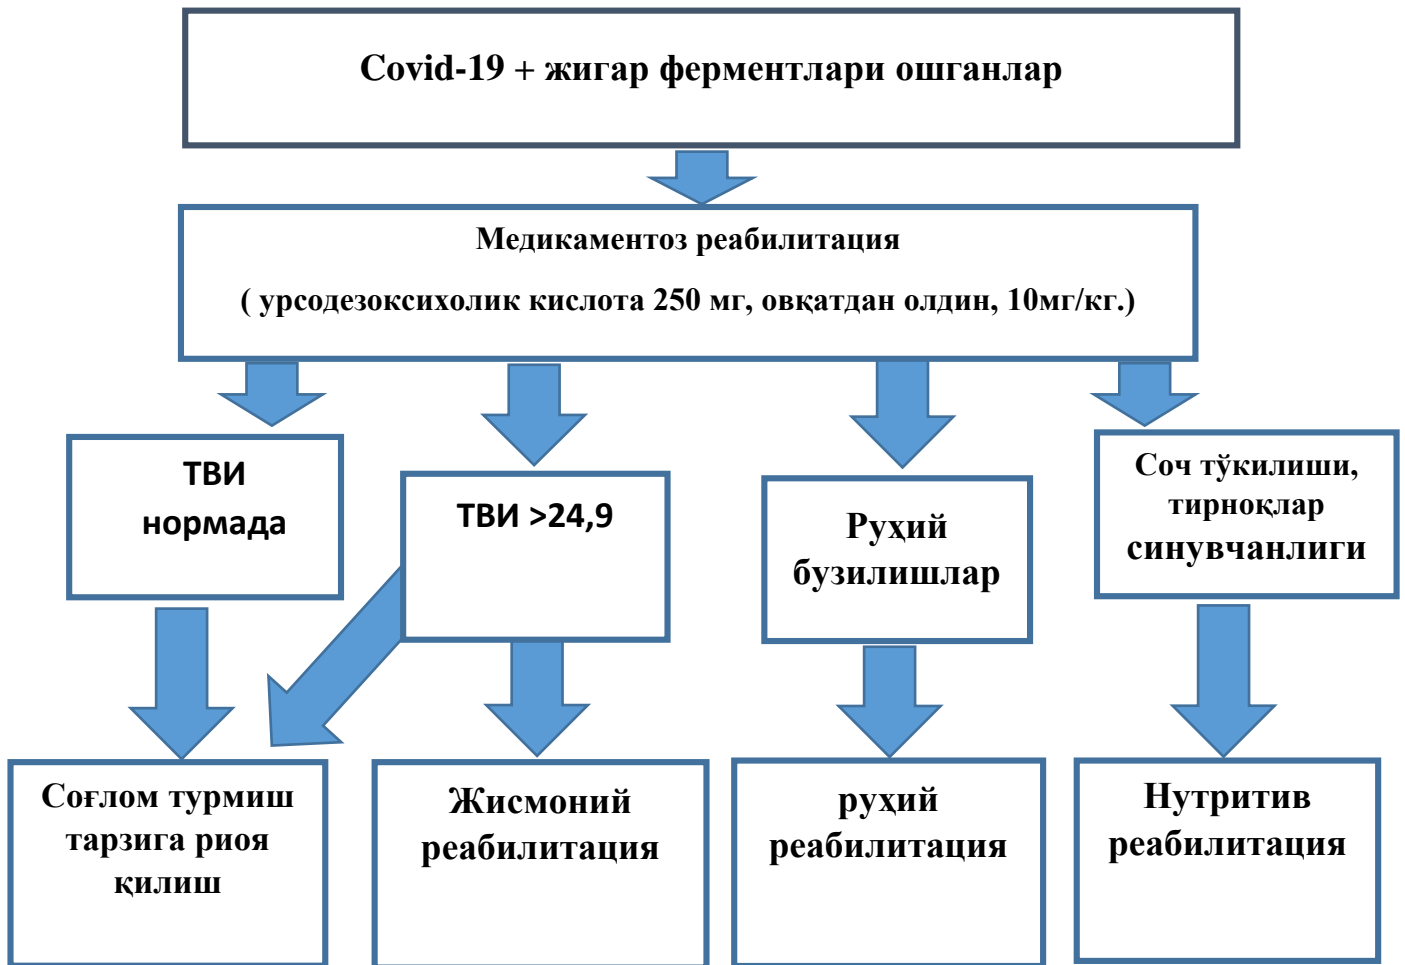 Covid-19 + жигар ферментлари ошганлар
Медикаментоз реабилитация
( урсодезоксихолик кислота 250 мг, овқатдан олдин, 10мг/кг.)
ТВИ
нормада
ТВИ >24,9
Руҳий
бузилишлар
Соч тўкилиши,
тирноқлар
синувчанлиги
Соғлом турмиш
тарзига риоя
қилиш
Жисмоний
реабилитация
руҳий
реабилитация
Нутритив
реабилитация